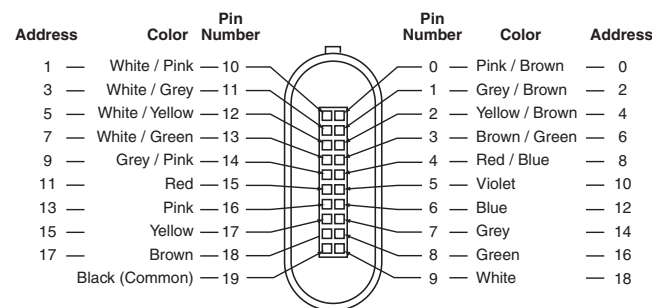 Address Color Pin Number Pin Number Color Address
1 — White / Pink — 10 0 — Pink / Brown — 0
3 — White / Grey — 11 1 — Grey / Brown — 2
5 — White / Yellow — 12 2 — Yellow / Brown — 4
7 — White / Green — 13 3 — Brown / Green — 6
9 — Grey / Pink — 14 4 — Red / Blue — 8
11 — Red — 15 5 — Violet — 10
13 — Pink — 16 6 — Blue — 12
15 — Yellow — 17 7 — Grey — 14
17 — Brown — 18 8 — Green — 16
Black (Common) — 19 9 — White — 18